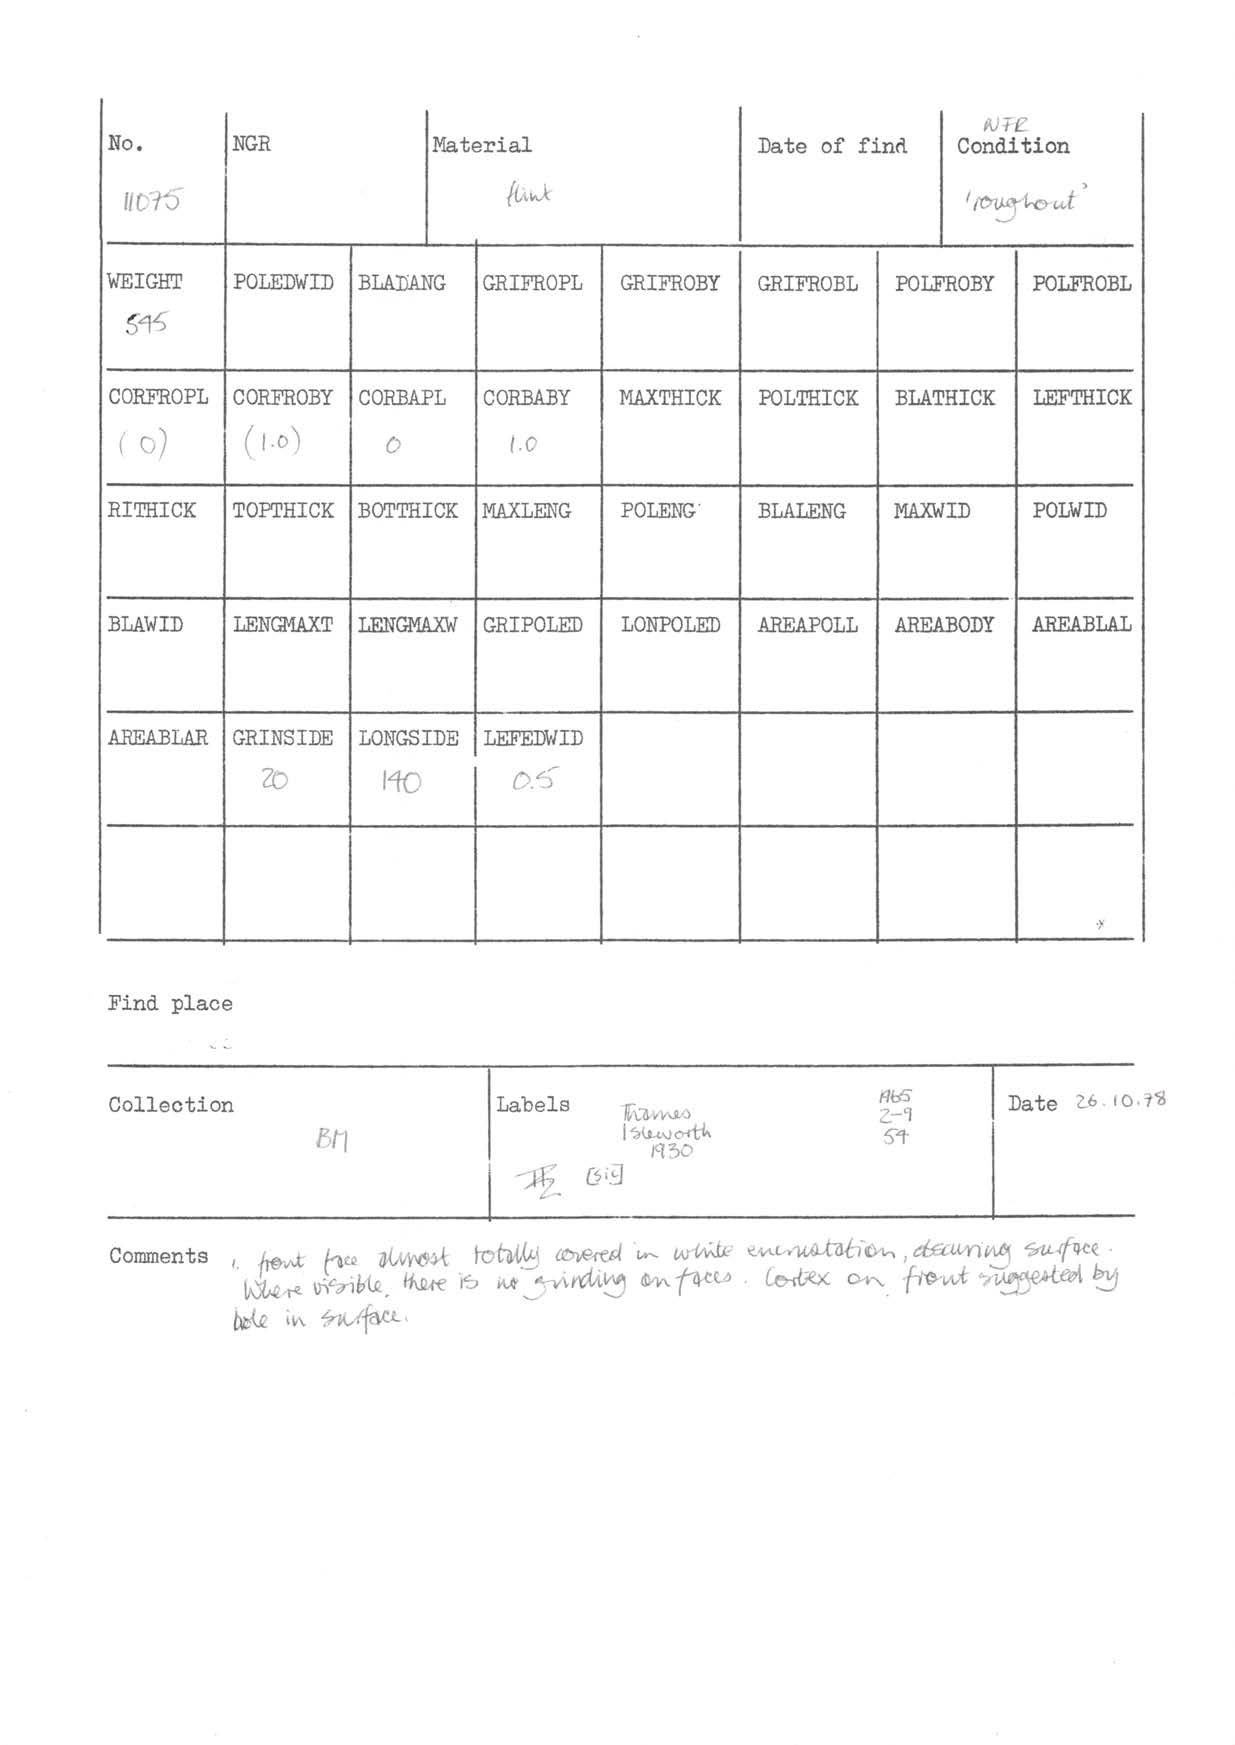 No. NGR Material Date of find NFR
Condition
11075 flint 'roughout'
WEIGHT POLEDWID BLADANG GRIFROPL GRIFROBY GRIFROBL POLFROBY POLFROBL
545
CORFROPL CORFROBY CORBAPL CORBABY MAXTHICK POLTHICK BLATHICK LEFTHICK
(0) (1.0) 0 1.0
RITHICK TOPTHICK BOTTHICK MAXLENG POLENG BLALENG MAXWID POLWID
BLAWID LENGMAXT LENGMAXW GRIPOLED LONPOLED AREAPOLL AREABODY AREABLAL
AREABLAR GRINSIDE LONGSIDE LEFEDWID
20 140 0.5
Find place
Collection
BM
Labels
Thames
Isleworth
1930
[sic]
1965
2-9
54
Date 26.10.78
Comments 1. front face almost totally covered in white encrustation, obscuring surface.
Where visible, there is no grinding on faces. Cortex on front suggested by
hole in surface.